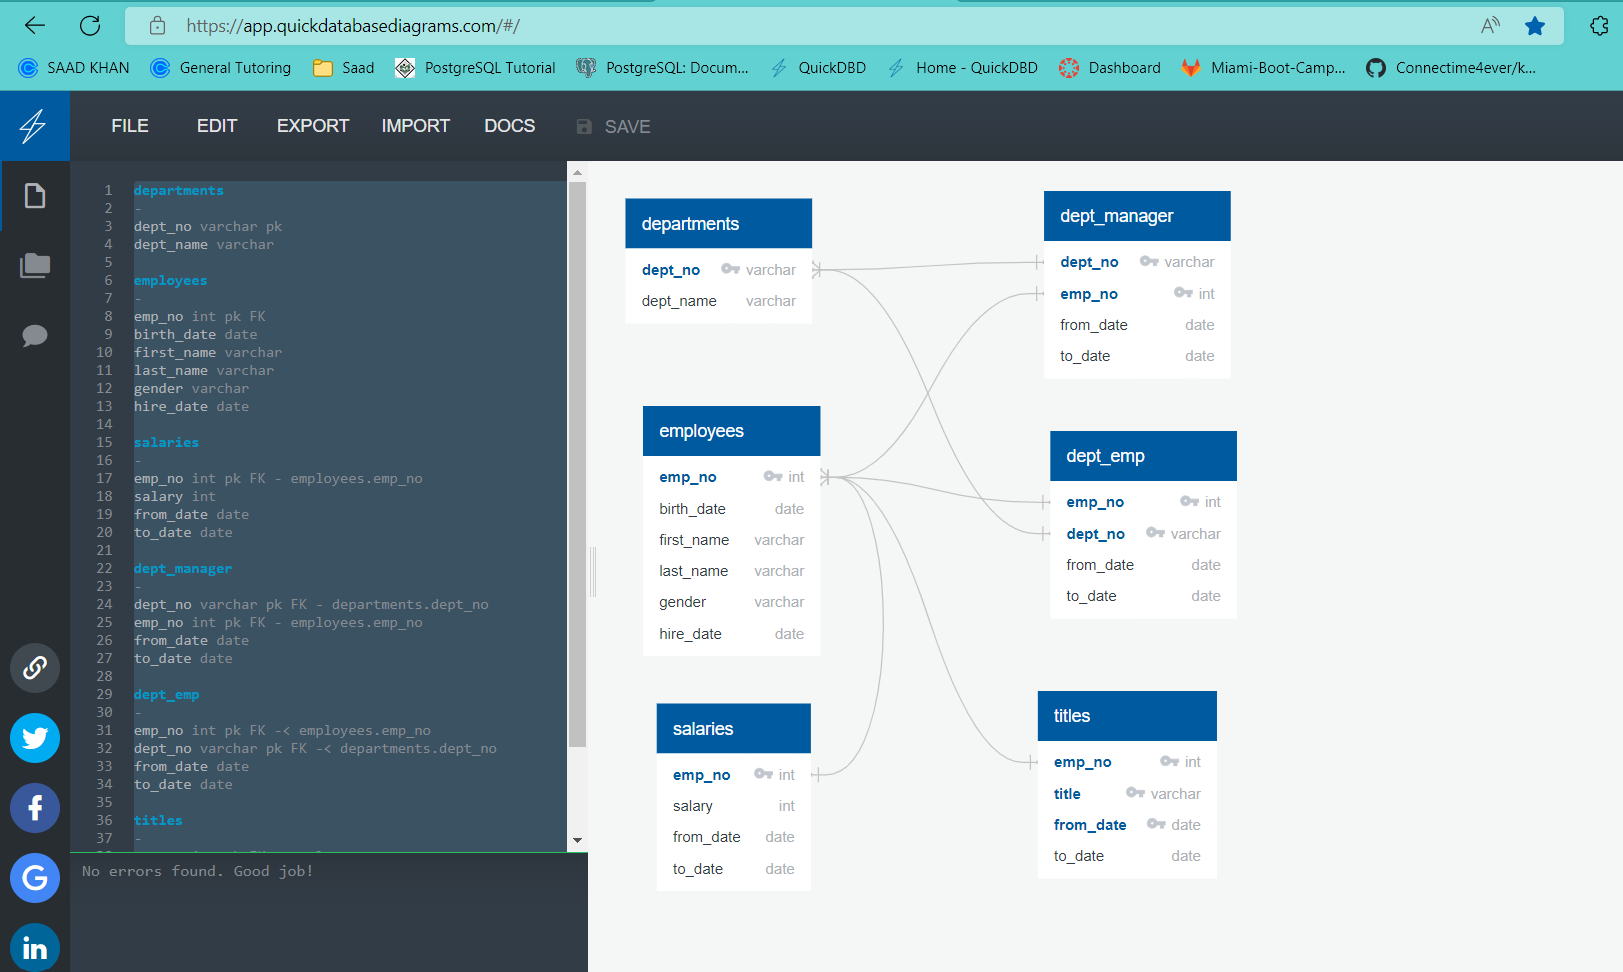 https://app.quickdatabasediagrams.com/#/
SAAD KHAN
General Tutoring
Saad
PostgreSQL Tutorial
PostgreSQL: Docum...
QuickDBD
Home - QuickDBD
Dashboard
Miami-Boot-Camp...
Connectime4ever/k...
FILE EDIT EXPORT IMPORT DOCS SAVE
1 departments
2 -
3 dept_no varchar pk
4 dept_name varchar
5
6 employees
7 -
8 emp_no int pk FK
9 birth_date date
10 first_name varchar
11 last_name varchar
12 gender varchar
13 hire_date date
14
15 salaries
16 -
17 emp_no int pk FK - employees.emp_no
18 salary int
19 from_date date
20 to_date date
21
22 dept_manager
23 -
24 dept_no varchar pk FK - departments.dept_no
25 emp_no int pk FK - employees.emp_no
26 from_date date
27 to_date date
28
29 dept_emp
30 -
31 emp_no int pk FK -< employees.emp_no
32 dept_no varchar pk FK -< departments.dept_no
33 from_date date
34 to_date date
35
36 titles
37 -
No errors found. Good job!
departments
dept_no varchar
dept_name varchar
employees
emp_no int
birth_date date
first_name varchar
last_name varchar
gender varchar
hire_date date
salaries
emp_no int
salary int
from_date date
to_date date
dept_manager
dept_no varchar
emp_no int
from_date date
to_date date
dept_emp
emp_no int
dept_no varchar
from_date date
to_date date
titles
emp_no int
title varchar
from_date date
to_date date